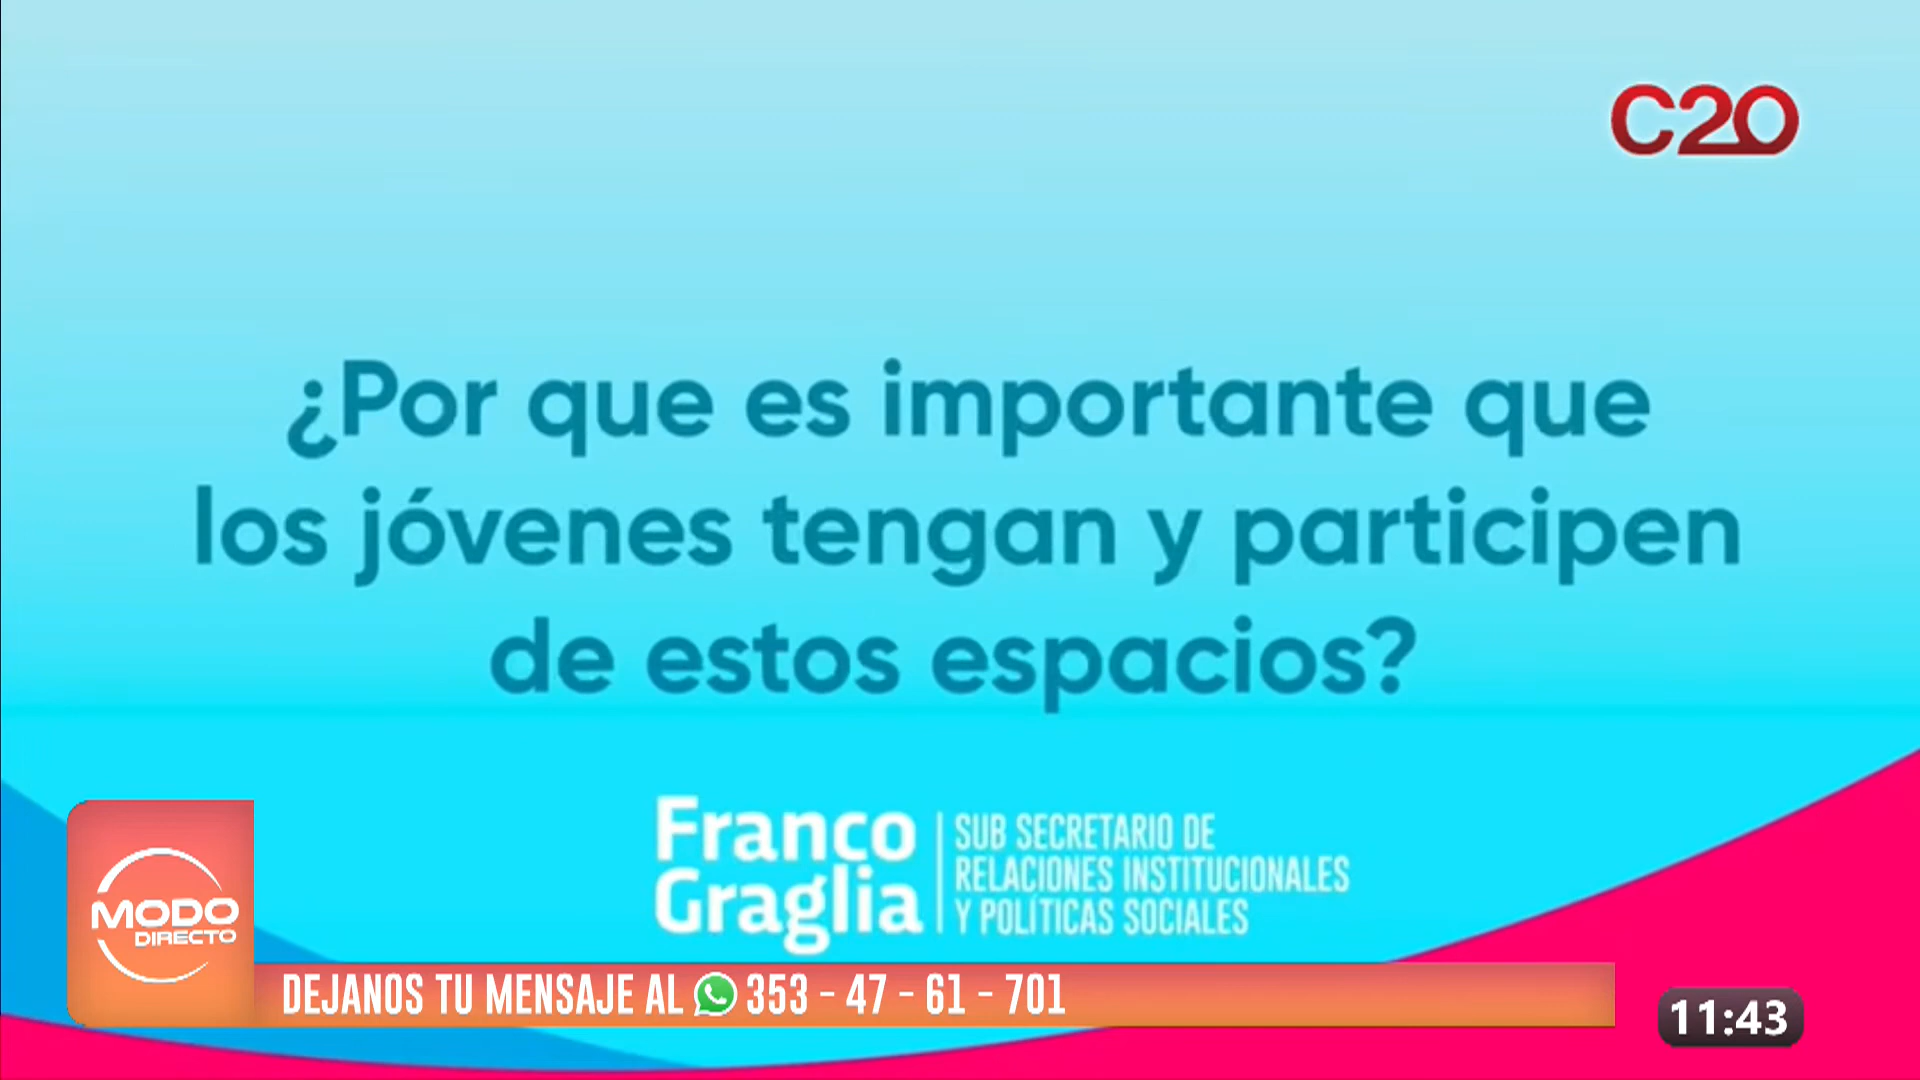 C20
¿Por que es importante que
los jóvenes tengan y participen
de estos espacios?
Franco
Graglia
SUB SECRETARIO DE
RELACIONES INSTITUCIONALES
Y POLÍTICAS SOCIALES
MODO
DIRECTO
DEJANOS TU MENSAJE AL 353 - 47 - 61 - 701
11:43